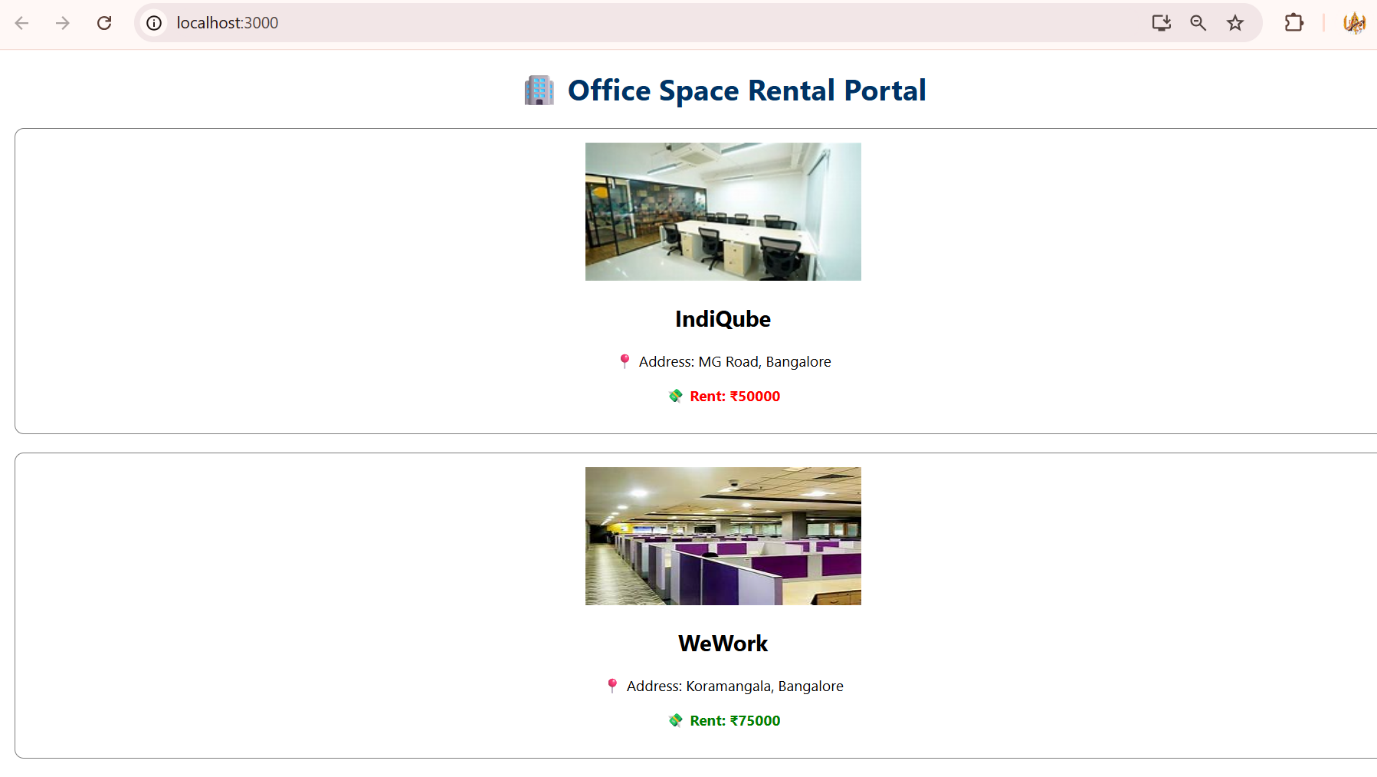 localhost:3000
🏢 Office Space Rental Portal
IndiQube
📍 Address: MG Road, Bangalore
💸 Rent: ₹50000
WeWork
📍 Address: Koramangala, Bangalore
💸 Rent: ₹75000